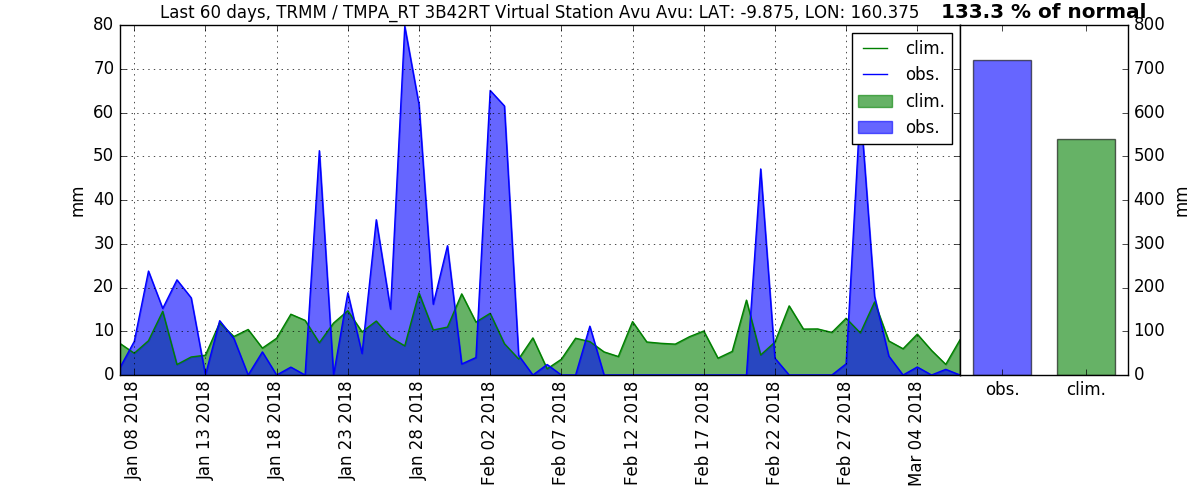 Last 60 days, TRMM / TMPA_RT 3B42RT Virtual Station Avu Avu: LAT: -9.875, LON: 160.375
133.3 % of normal
80
70
60
50
40
30
20
10
0
mm
clim.
obs.
clim.
obs.
800
700
600
500
400
300
200
100
0
mm
obs.
clim.
Jan 08 2018
Jan 13 2018
Jan 18 2018
Jan 23 2018
Jan 28 2018
Feb 02 2018
Feb 07 2018
Feb 12 2018
Feb 17 2018
Feb 22 2018
Feb 27 2018
Mar 04 2018